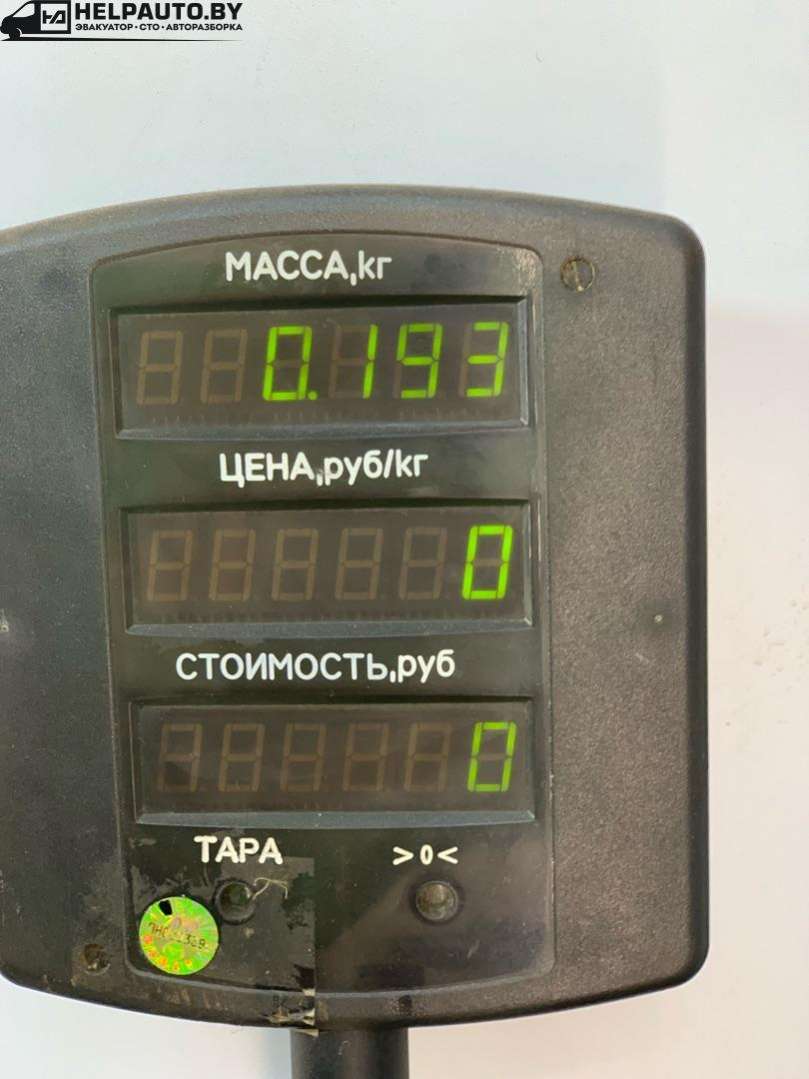 HELPAUTO.BY
ЭВАКУАТОР•СТО•АВТОРАЗБОРКА
МАССА,кг
0.193
ЦЕНА,руб/кг
0
СТОИМОСТЬ,руб
0
ТАРА >0<